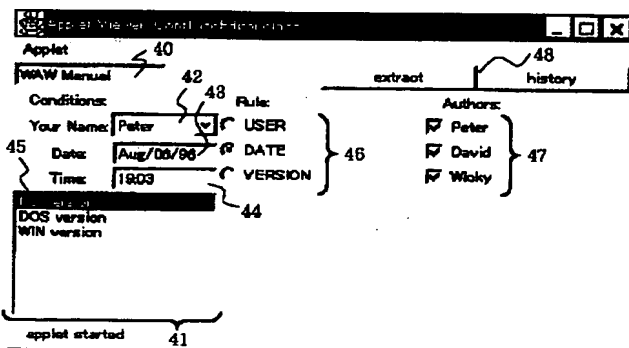 Applet Viewer:
Applet
40
48
WAW Manual
extract
history
42
43
Conditions:
Rule:
Authors:
Your Name: Peter
USER
Peter
45
Date: Aug/06/96
DATE
46
David
47
Time: 19:03
VERSION
Wicky
44
DOS version
WIN version
applet started
41